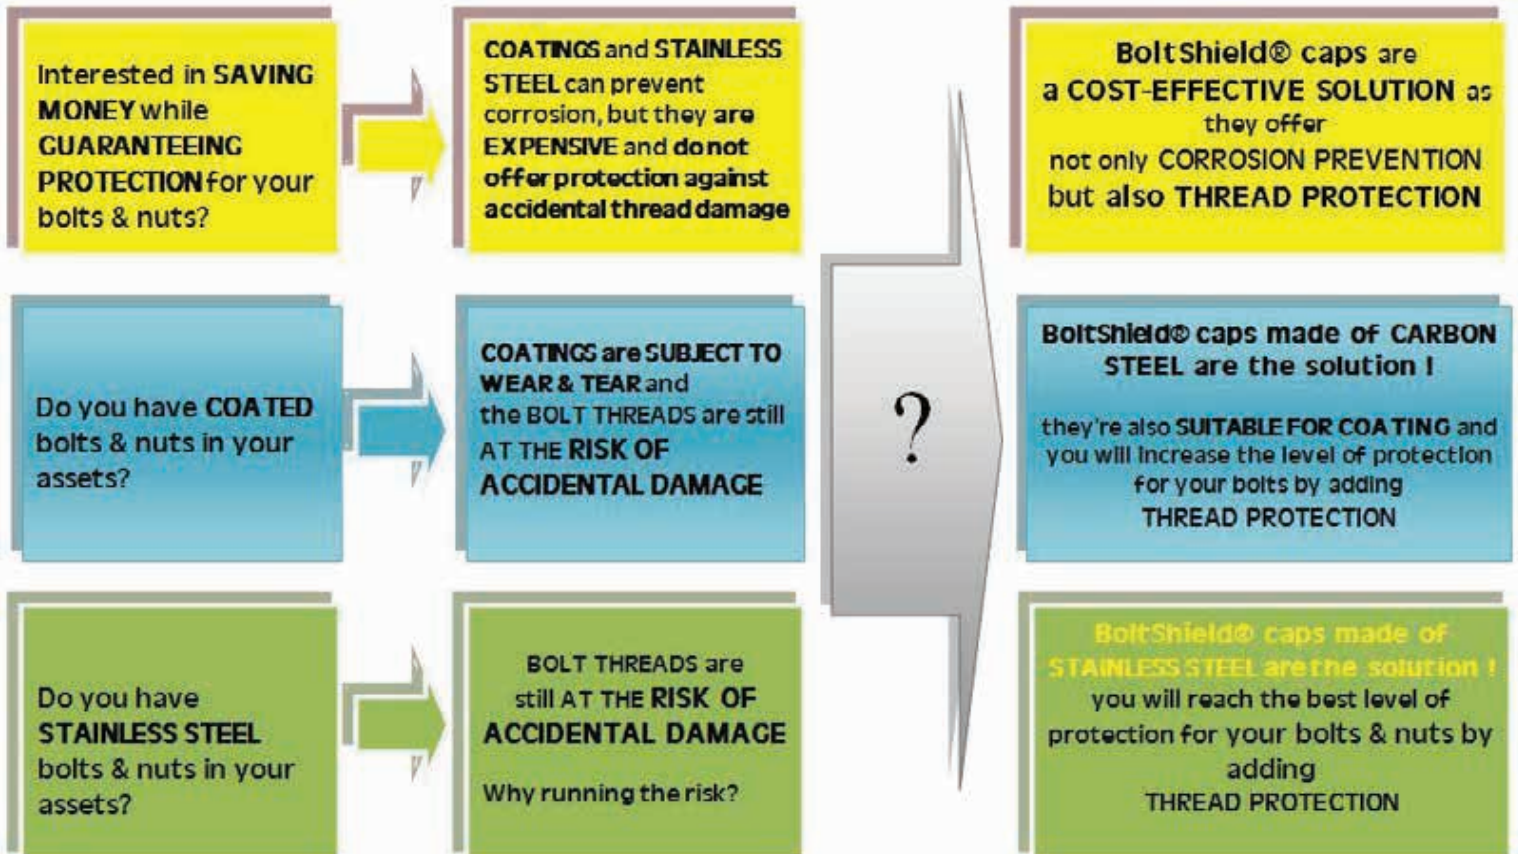 Interested in SAVING
MONEY while
GUARANTEEING
PROTECTION for your
bolts & nuts?
COATINGS and STAINLESS
STEEL can prevent
corrosion, but they are
EXPENSIVE and do not
offer protection against
accidental thread damage
BoltShield® caps are
a COST-EFFECTIVE SOLUTION as
they offer
not only CORROSION PREVENTION
but also THREAD PROTECTION
Do you have COATED
bolts & nuts in your
assets?
COATINGS are SUBJECT TO
WEAR & TEAR and
the BOLT THREADS are still
AT THE RISK OF
ACCIDENTAL DAMAGE
?
BoltShield® caps made of CARBON
STEEL are the solution !
they're also SUITABLE FOR COATING and
you will increase the level of protection
for your bolts by adding
THREAD PROTECTION
Do you have
STAINLESS STEEL
bolts & nuts in your
assets?
BOLT THREADS are
still AT THE RISK OF
ACCIDENTAL DAMAGE
Why running the risk?
BoltShield® caps made of
STAINLESS STEEL are the solution !
you will reach the best level of
protection for your bolts & nuts by
adding
THREAD PROTECTION